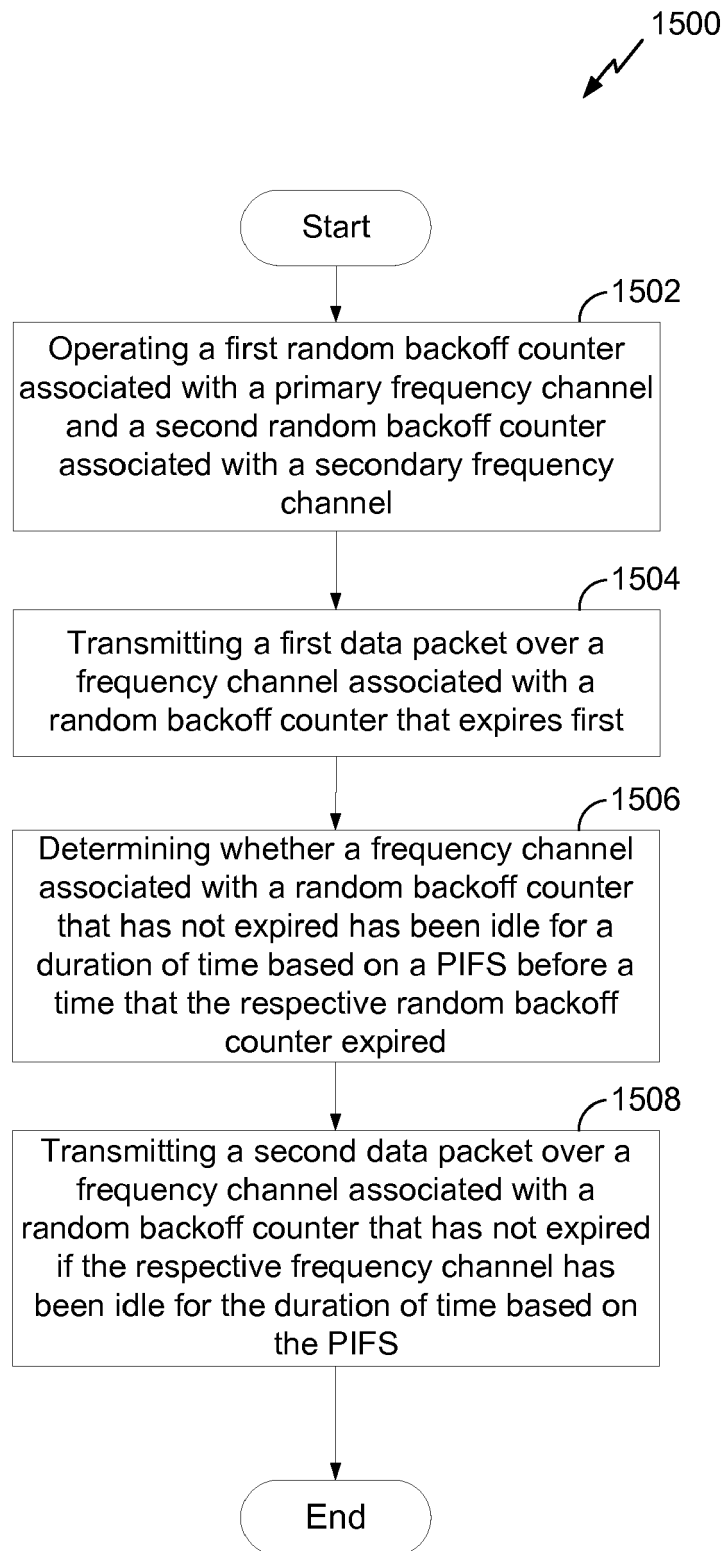 1500
Start
1502
Operating a first random backoff counter
associated with a primary frequency channel
and a second random backoff counter
associated with a secondary frequency
channel
1504
Transmitting a first data packet over a
frequency channel associated with a
random backoff counter that expires first
1506
Determining whether a frequency channel
associated with a random backoff counter
that has not expired has been idle for a
duration of time based on a PIFS before a
time that the respective random backoff
counter expired
1508
Transmitting a second data packet over a
frequency channel associated with a
random backoff counter that has not expired
if the respective frequency channel has
been idle for the duration of time based on
the PIFS
End